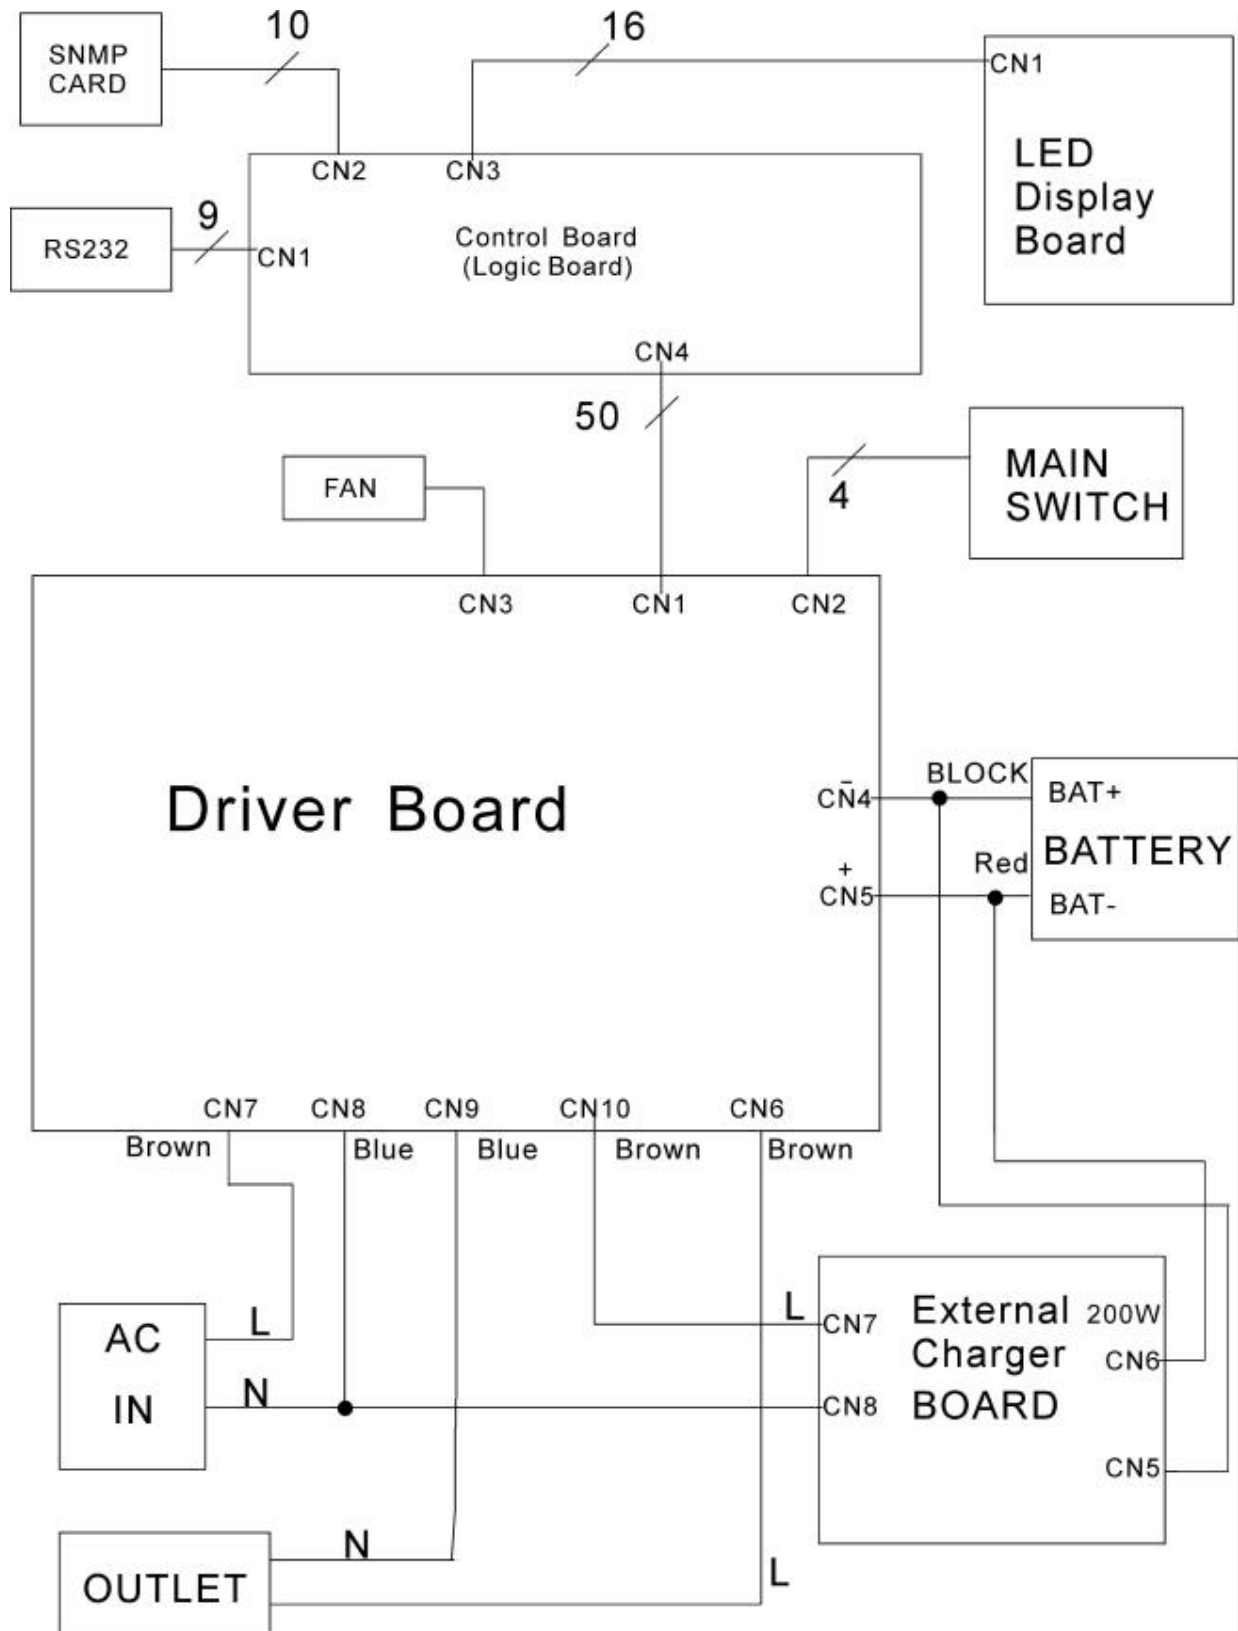 10
16
SNMP
CARD
CN1
LED
Display
Board
CN2
CN3
9
RS232
CN1
Control Board
(Logic Board)
CN4
50
MAIN
SWITCH
4
FAN
CN3
CN1
CN2
Driver Board
BLOCK
-
CN4
BAT+
BATTERY
Red
+
CN5
BAT-
CN7
CN8
CN9
CN10
CN6
Brown
Blue
Blue
Brown
Brown
AC
IN
L
N
L
CN7
CN8
External
Charger
BOARD
200W
CN6
CN5
N
L
OUTLET